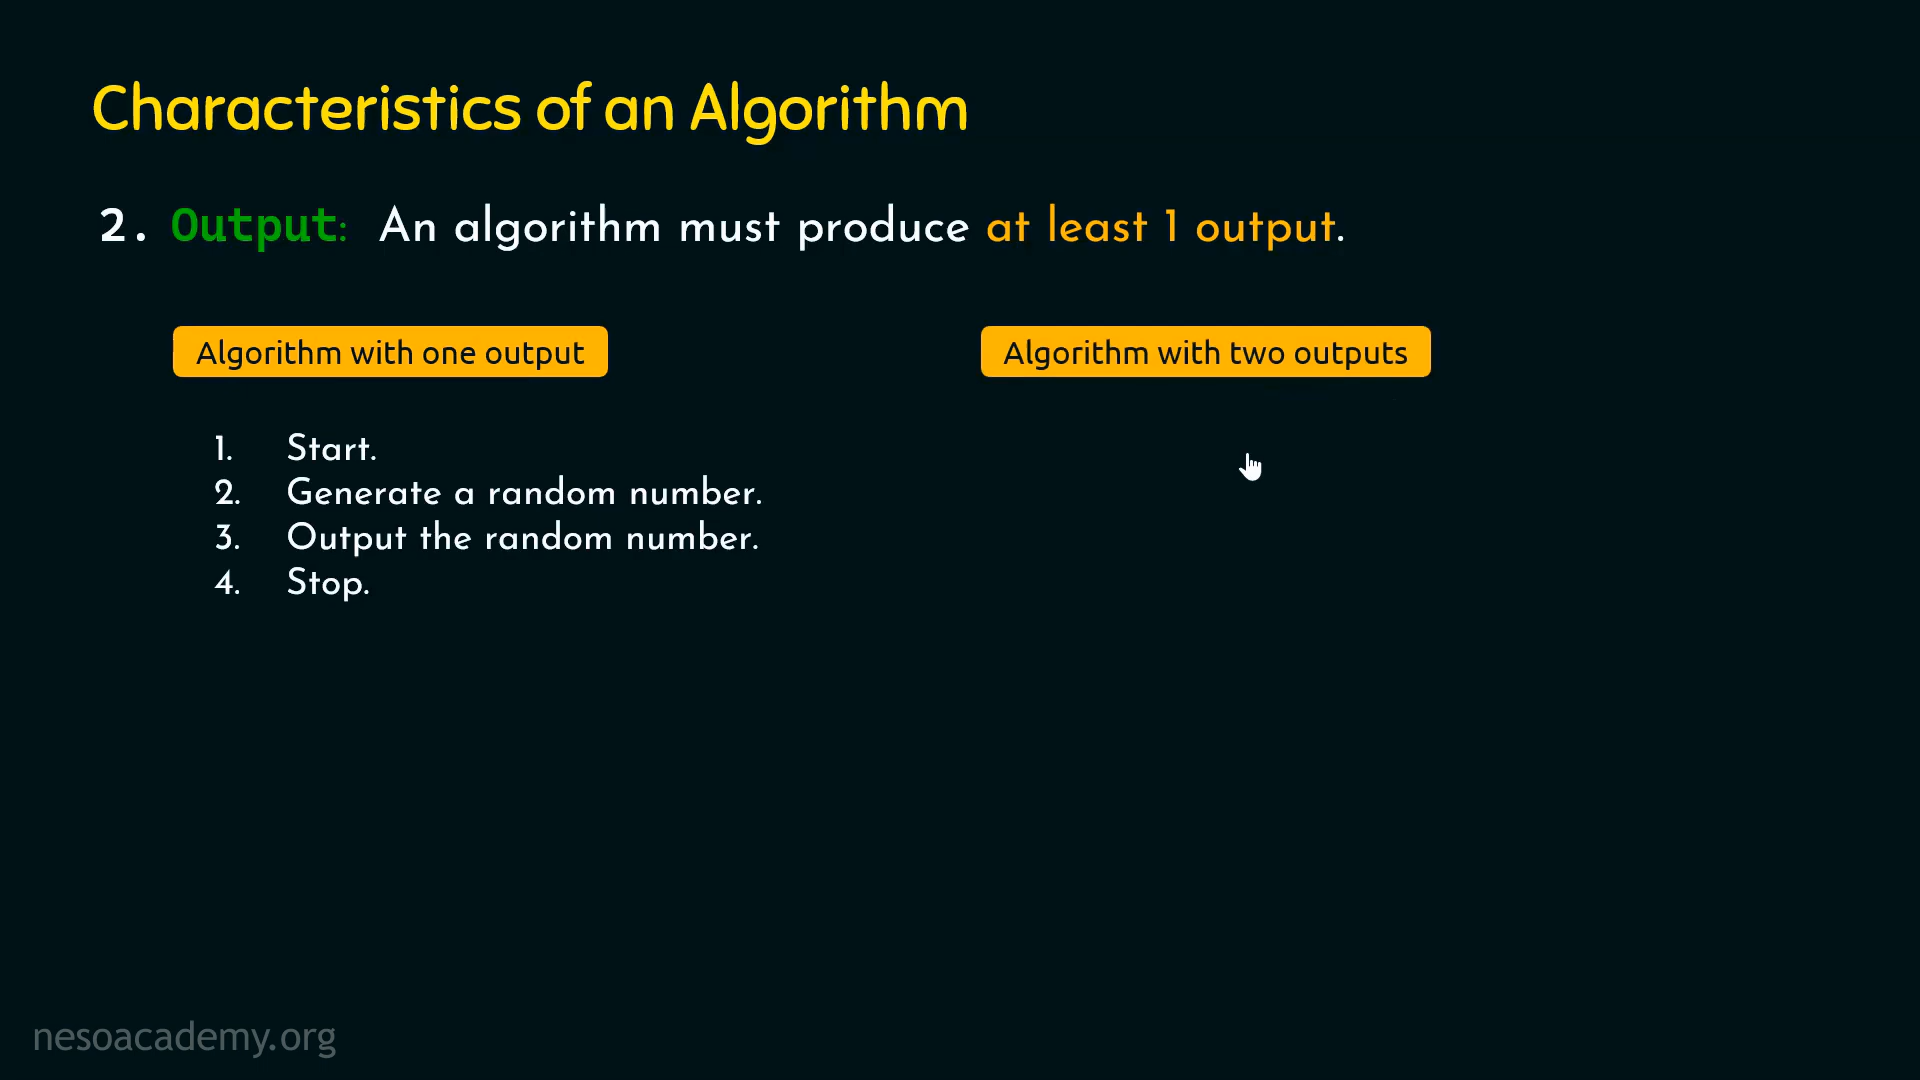 Characteristics of an Algorithm
2. Output: An algorithm must produce at least 1 output.
Algorithm with one output
1. Start.
2. Generate a random number.
3. Output the random number.
4. Stop.
Algorithm with two outputs
nesoacademy.org